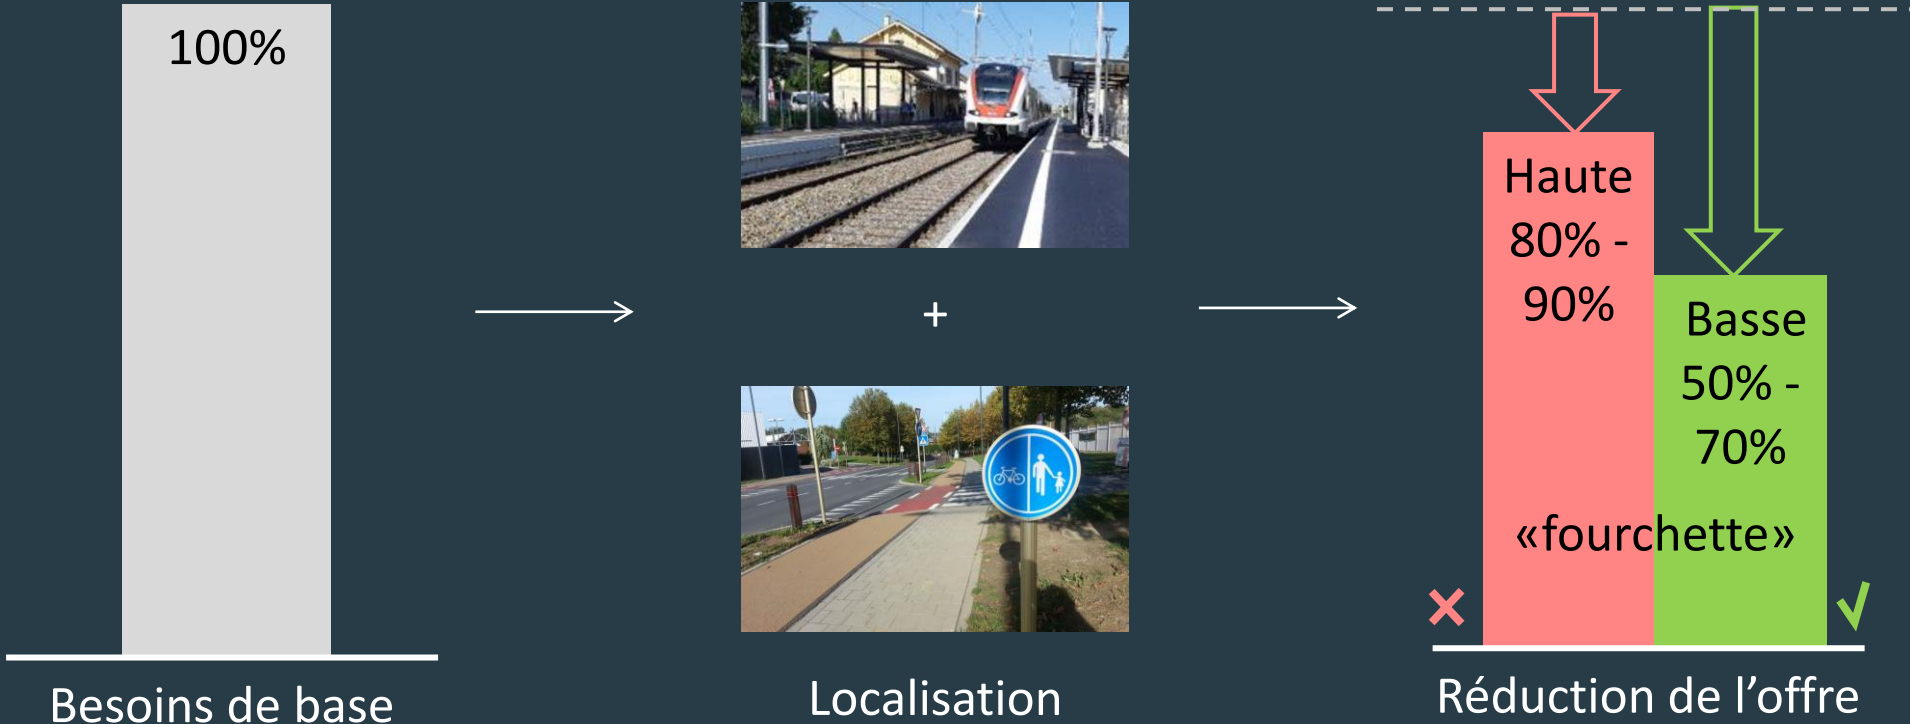 100%
Besoins de base
+
Localisation
Haute
80% -
90%
Basse
50% -
70%
«fourchette»
Réduction de l’offre